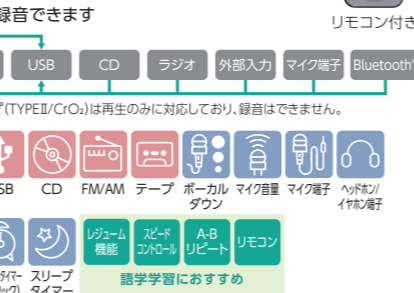 録音できます
リモコン付き
USB
CD
ラジオ
外部入力
マイク端子
Bluetooth®
(TYPEⅡ/CrO₂)は再生のみに対応しており、録音はできません。
SB
CD
FM/AM
テープ
ボーカル
ダウン
マイク音量
マイク端子
ヘッドホン/
イヤホン端子
タイマー
スリープ
タイマー
レジューム
機能
スピード
コントロール
A-B
リピート
リモコン
語学学習におすすめ